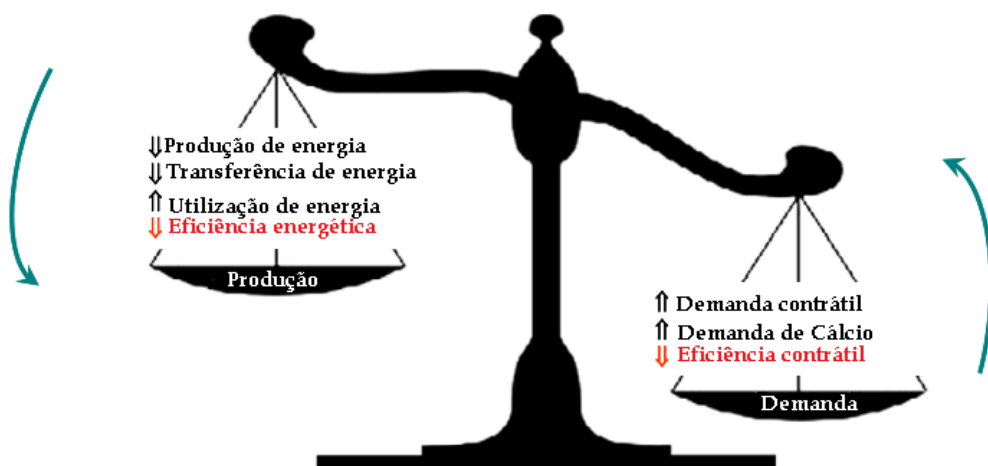 ⇓Produção de energia
⇓Transferência de energia
⇑ Utilização de energia
⇓ Eficiência energética
Produção
⇑ Demanda contrátil
⇑ Demanda de Cálcio
⇓ Eficiência contrátil
Demanda